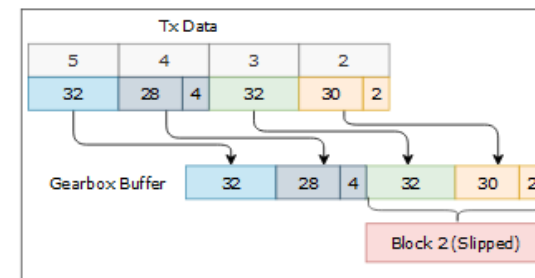 Tx Data
5 4 3 2
32 28 4 32 30 2
Gearbox Buffer 32 28 4 32 30 2
Block 2 (Slipped)